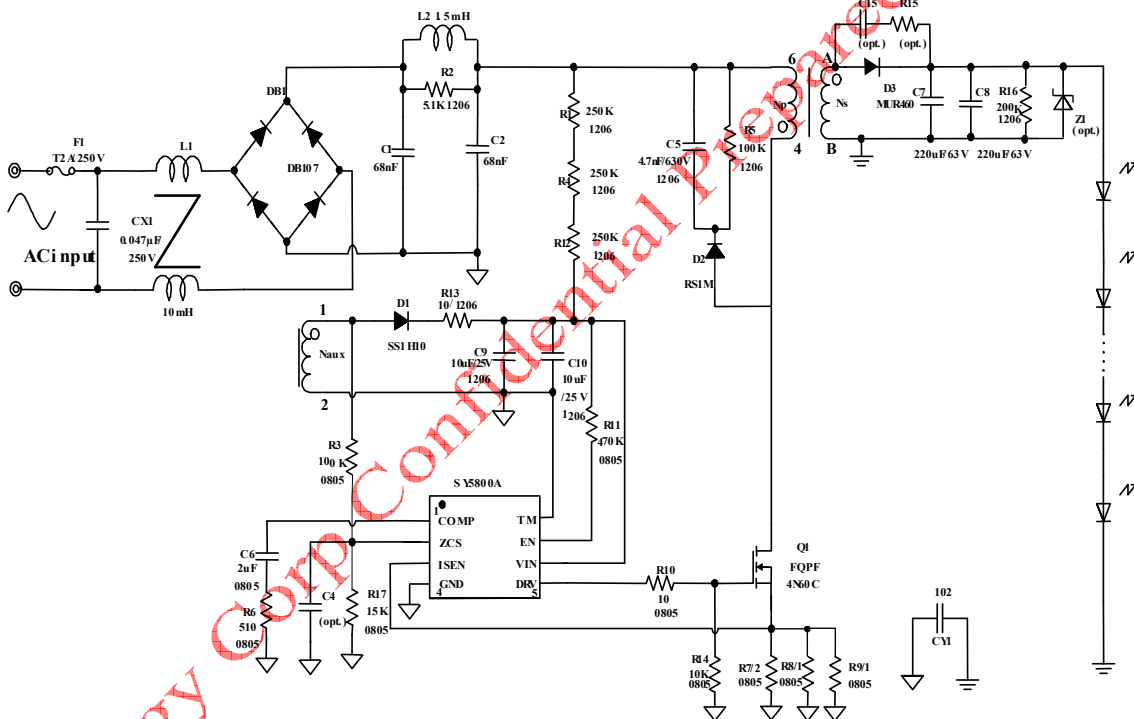 C15
R15
(opt.)
(opt.)
L2 15mH
R2
5.1K 1206
DB1
DB107
F1
T2A/250V
L1
CX1
0.047μF
250V
ACinput
10mH
C1
68nF
C2
68nF
R1
250K
1206
R4
250K
1206
R12
250K
1206
C5
4.7nF/630V
1206
R5
100K
1206
D2
RS1M
6
Np
4
A
Ns
B
D3
MUR460
C7
C8
220uF/63V
220uF/63V
R16
200K
1206
Z1
(opt.)
1
Naux
2
D1
SS1H10
R13
10/1206
C9
10uF/25V
1206
C10
10uF
/25V
1206
R11
470K
0805
R3
100K
0805
SY5800A
1
COMP
ZCS
ISEN
GND
4
TM
EN
VIN
DRV
5
C6
2uF
0805
R6
510
0805
C4
(opt.)
R17
15K
0805
R10
10
0805
Q1
FQPF
4N60C
R14
10K
0805
R7/2
0805
R8/1
0805
R9/1
0805
102
CY1
Corp Confidential Prepared